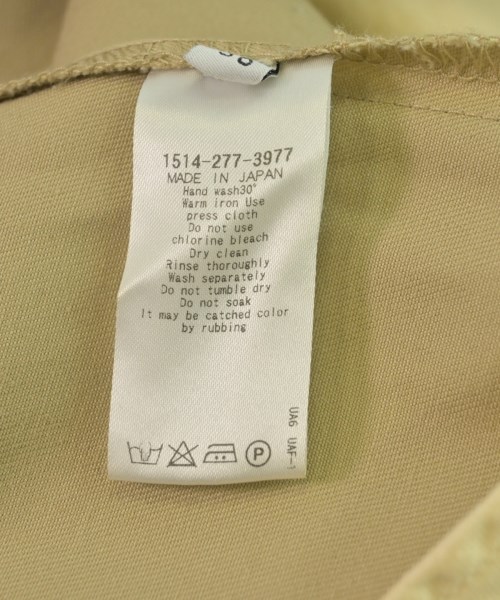 1514-277-3977
MADE IN JAPAN
Hand wash30°
Warm iron Use
press cloth
Do not use
chlorine bleach
Dry clean
Rinse thoroughly
Wash separately
Do not tumble dry
Do not soak
It may be catched color
by rubbing
UA6 UAF-1
P